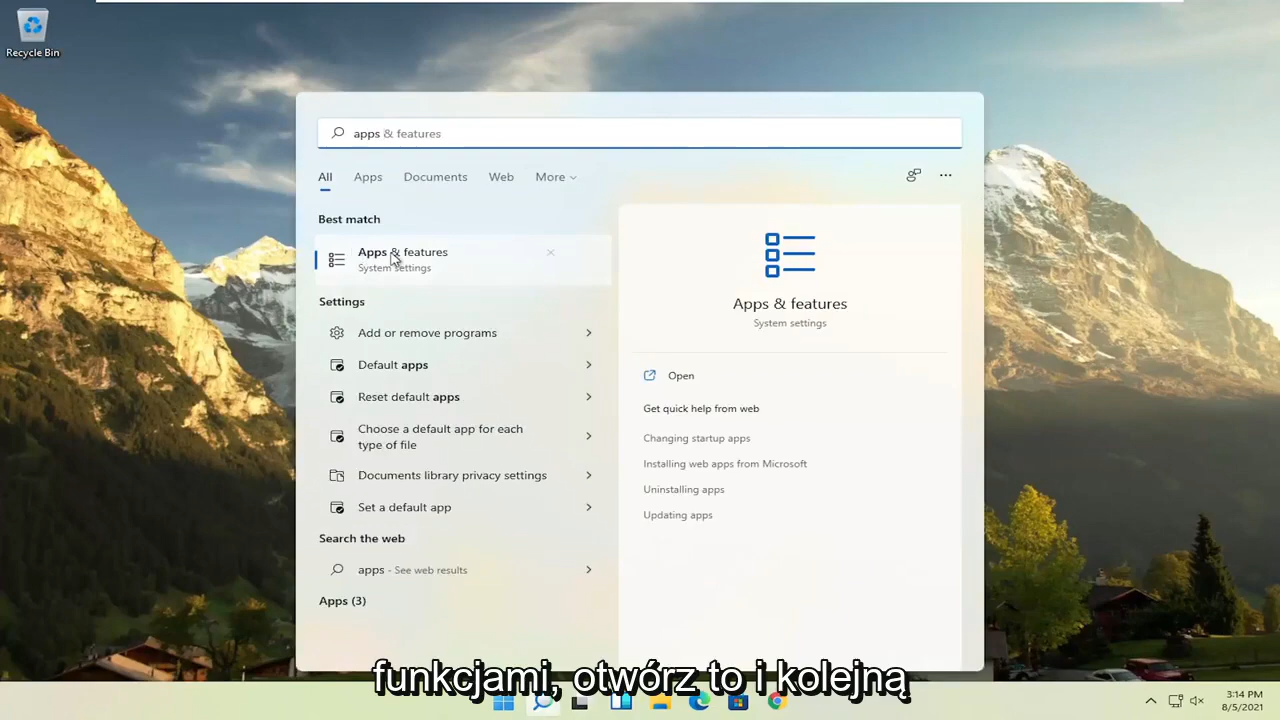 Recycle Bin
apps & features
All Apps Documents Web More
Best match
Apps & features
System settings
Settings
Add or remove programs
Default apps
Reset default apps
Choose a default app for each
type of file
Documents library privacy settings
Set a default app
Search the web
apps - See web results
Apps (3)
Apps & features
System settings
Open
Get quick help from web
Changing startup apps
Installing web apps from Microsoft
Uninstalling apps
Updating apps
funkcjami, otwórz to i kolejną
3:14 PM
8/5/2021